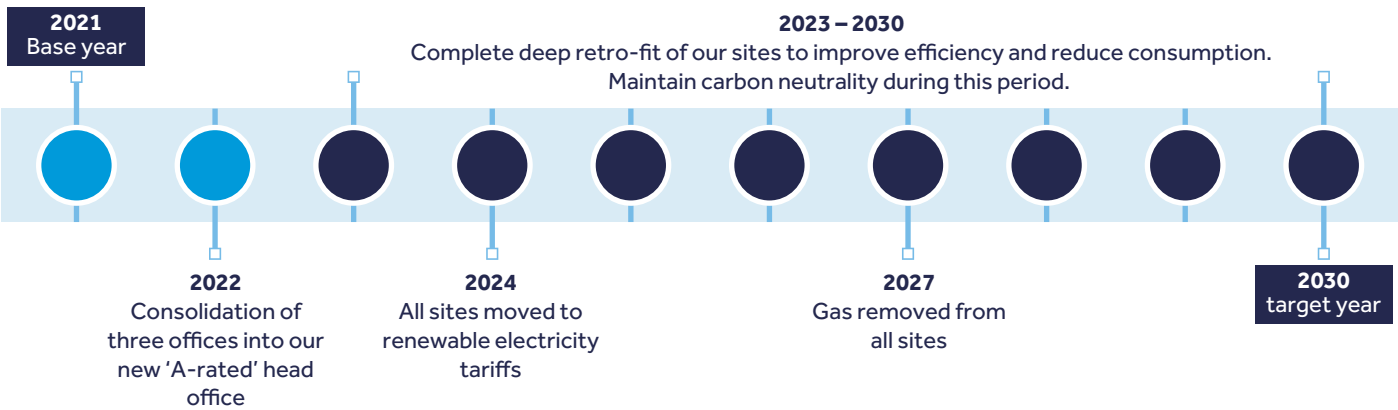 2021
Base year
2023 – 2030
Complete deep retro-fit of our sites to improve efficiency and reduce consumption.
Maintain carbon neutrality during this period.
2022
Consolidation of
three offices into our
new ‘A-rated’ head
office
2024
All sites moved to
renewable electricity
tariffs
2027
Gas removed from
all sites
2030
target year